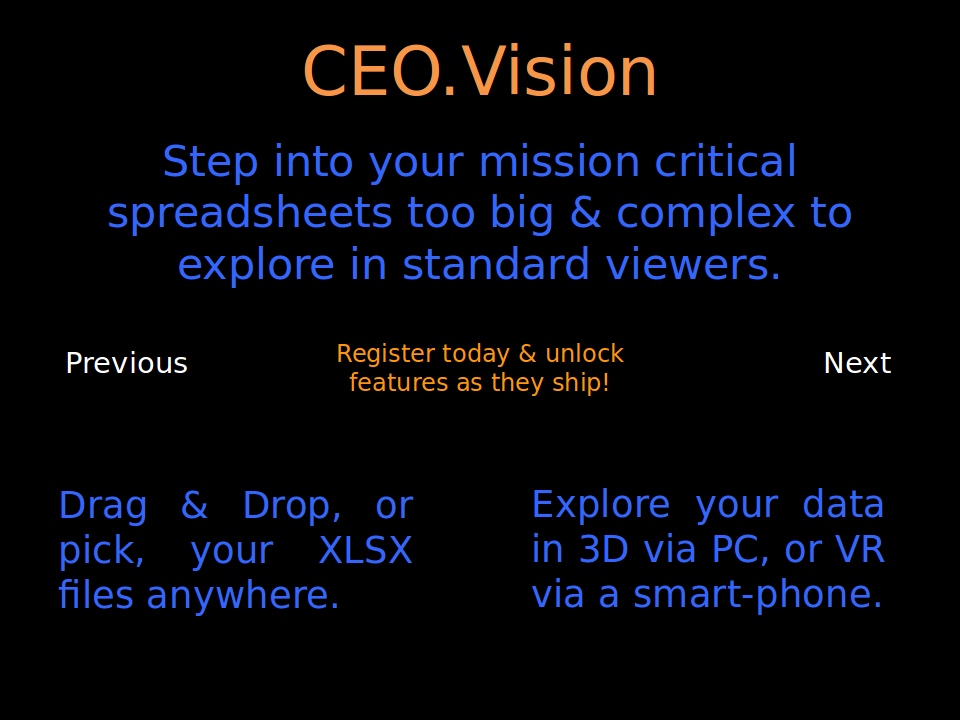 CEO.Vision
Step into your mission critical
spreadsheets too big & complex to
explore in standard viewers.
Previous
Register today & unlock
features as they ship!
Next
Drag & Drop, or
pick, your XLSX
files anywhere.
Explore your data
in 3D via PC, or VR
via a smart-phone.